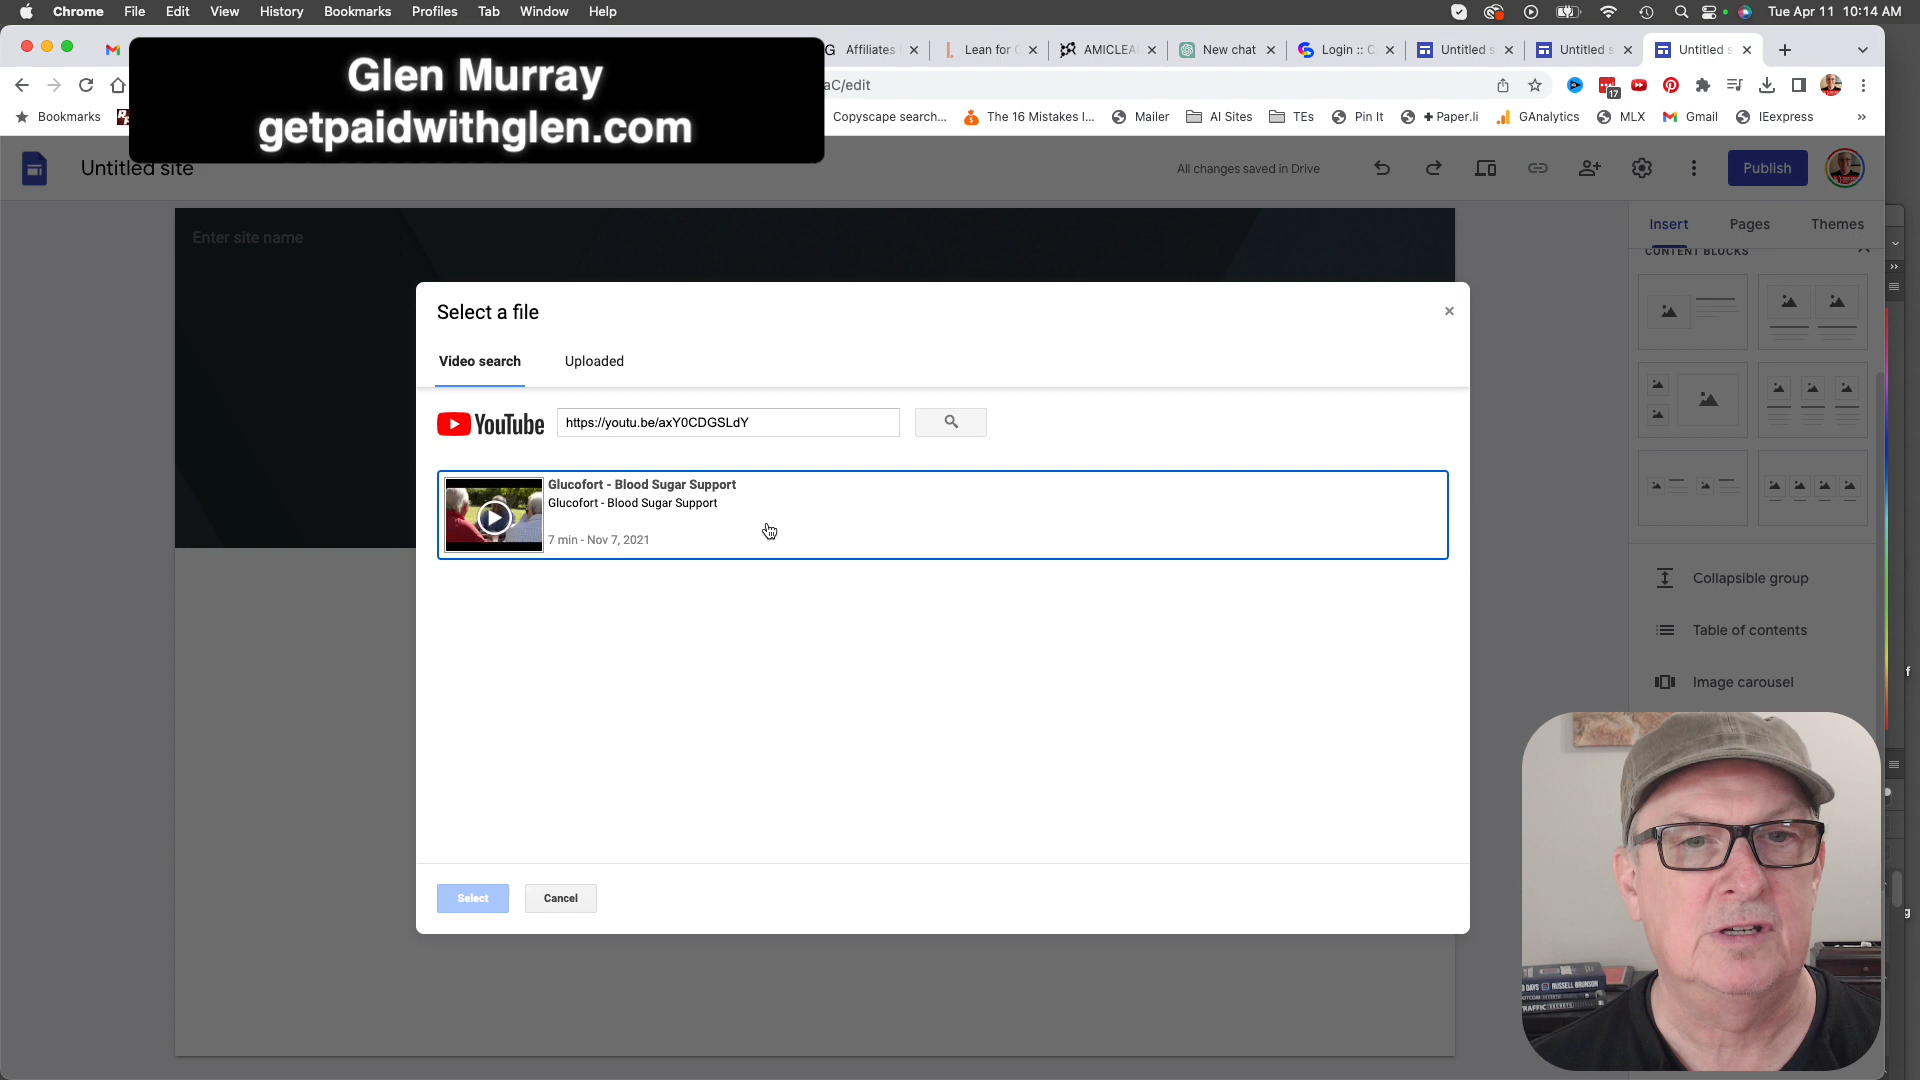 Chrome File Edit View History Bookmarks Profiles Tab Window Help
Tue Apr 11 10:14 AM
Glen Murray
getpaidwithglen.com
Affiliates
Lean for
AMICLEA
New chat
Login :: C
Untitled s
Untitled s
Untitled s
aC/edit
17
Bookmarks
Copyscape search...
The 16 Mistakes I...
Mailer
AI Sites
TEs
Pin It
+Paper.li
GAnalytics
MLX
Gmail
IEexpress
»
Untitled site
All changes saved in Drive
Publish
Enter site name
Insert
Pages
Themes
CONTENT BLOCKS
Select a file
Video search
Uploaded
YouTube
https://youtu.be/axY0CDGSLdY
Glucofort - Blood Sugar Support
Glucofort - Blood Sugar Support
7 min - Nov 7, 2021
Select
Cancel
Collapsible group
Table of contents
Image carousel
RUSSELL BRUNSON